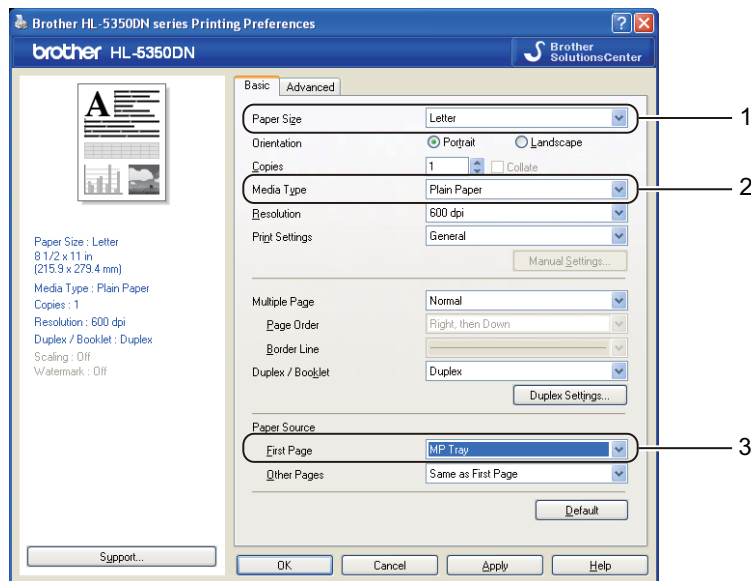 Brother HL-5350DN series Printing Preferences
brother HL-5350DN
Brother
SolutionsCenter
A
Paper Size : Letter
8 1/2 x 11 in
(215.9 x 279.4 mm)
Media Type : Plain Paper
Copies : 1
Resolution : 600 dpi
Duplex / Booklet : Duplex
Scaling : Off
Watermark : Off
Support...
Basic Advanced
Paper Size Letter 1
Orientation Portrait Landscape
Copies 1 Collate
Media Type Plain Paper 2
Resolution 600 dpi
Print Settings General
Manual Settings...
Multiple Page Normal
Page Order Right, then Down
Border Line
Duplex / Booklet Duplex
Duplex Settings...
Paper Source
First Page MP Tray 3
Other Pages Same as First Page
Default
OK Cancel Apply Help